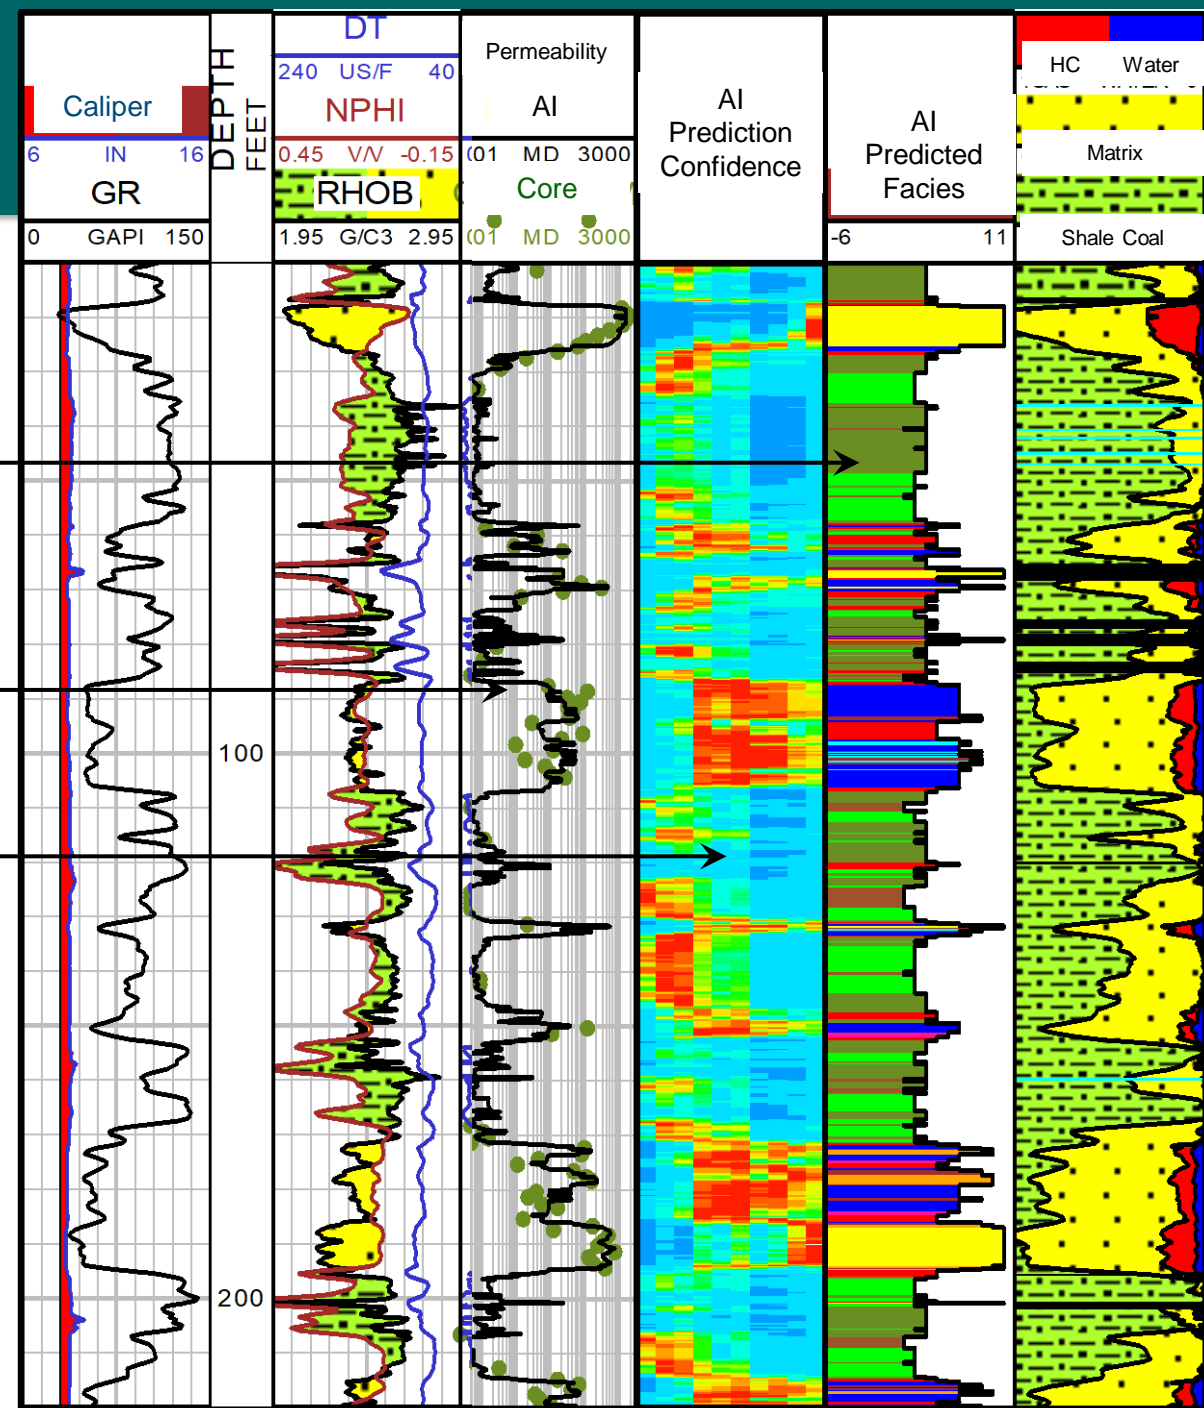 Caliper
6 IN 16
GR
0 GAPI 150
DEPTH
FEET
DT
240 US/F 40
NPHI
0.45 V/V -0.15
RHOB
1.95 G/C3 2.95
Permeability
AI
01 MD 3000
Core
01 MD 3000
AI
Prediction
Confidence
AI
Predicted
Facies
-6 11
HC Water
Matrix
Shale Coal
100
200